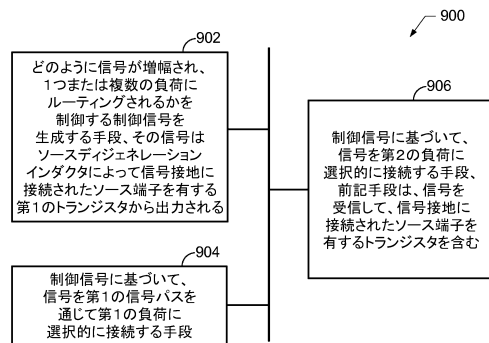 900
902
どのように信号が増幅され、
1つまたは複数の負荷に
ルーティングされるかを
制御する制御信号を
生成する手段、その信号は
ソースディジェネレーション
インダクタによって信号接地に
接続されたソース端子を有する
第1のトランジスタから出力される
904
制御信号に基づいて、
信号を第1の信号パスを
通じて第1の負荷に
選択的に接続する手段
906
制御信号に基づいて、
信号を第2の負荷に
選択的に接続する手段、
前記手段は、信号を
受信して、信号接地に
接続されたソース端子を
有するトランジスタを含む